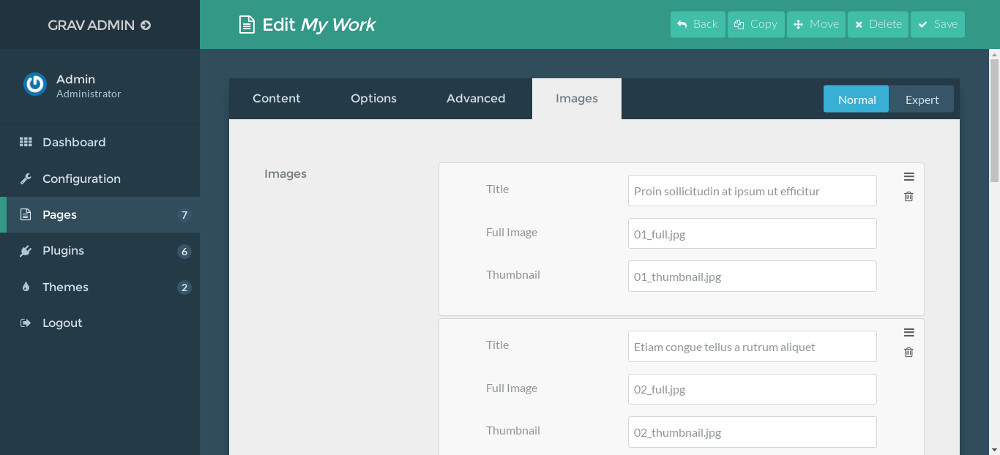 GRAV ADMIN
Edit My Work
Back Copy Move Delete Save
Admin
Administrator
Dashboard
Configuration
Pages 7
Plugins 6
Themes 2
Logout
Content Options Advanced Images Normal Expert
Images
Title Proin sollicitudin at ipsum ut efficitur
Full Image 01_full.jpg
Thumbnail 01_thumbnail.jpg
Title Etiam congue tellus a rutrum aliquet
Full Image 02_full.jpg
Thumbnail 02_thumbnail.jpg